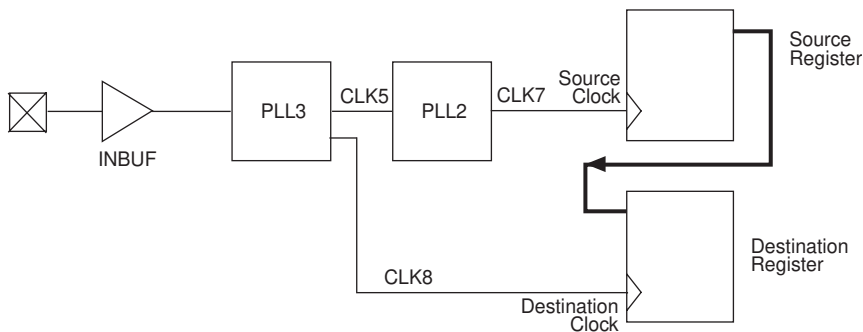 INBUF
PLL3
CLK5
PLL2
CLK7
Source
Clock
Source
Register
CLK8
Destination
Clock
Destination
Register